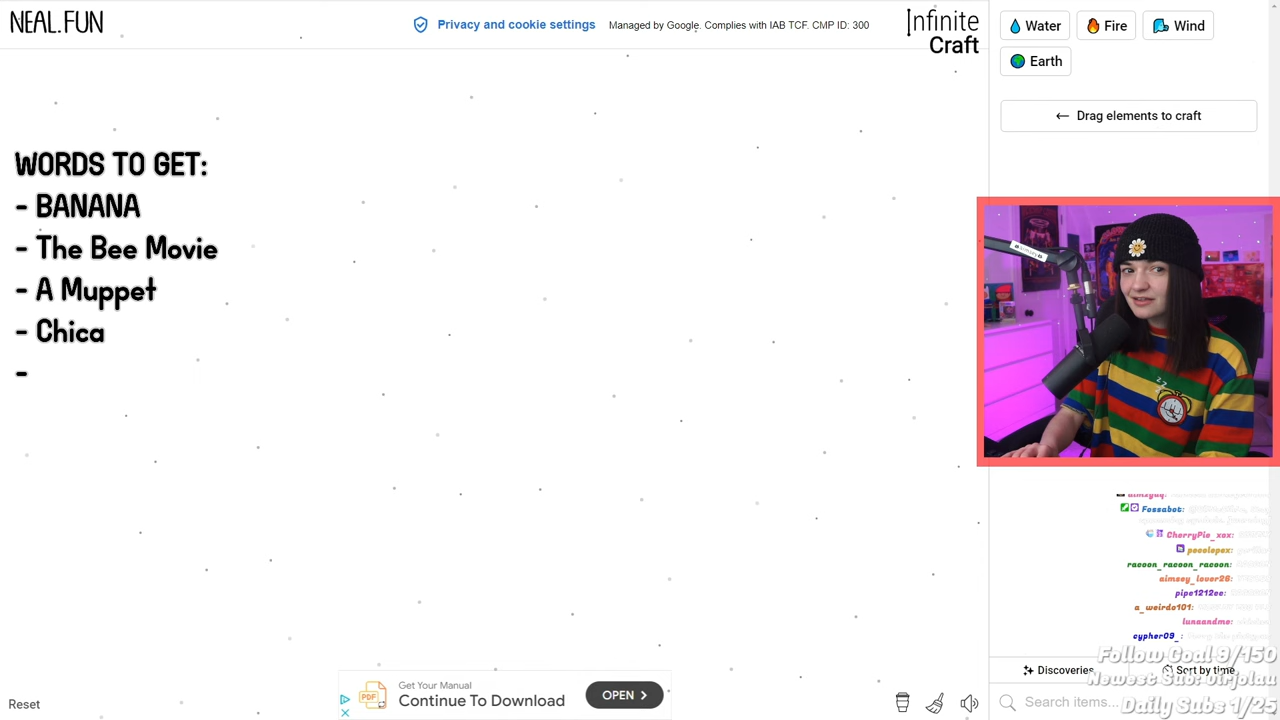 NEAL.FUN
Privacy and cookie settings
Managed by Google. Complies with IAB TCF. CMP ID: 300
Infinite
Craft
Water
Fire
Wind
Earth
← Drag elements to craft
WORDS TO GET:
- BANANA
- The Bee Movie
- A Muppet
- Chica
-
Fossabot:
CherryPie_xox:
pocolopex:
racoon_racoon_racoon:
aimsey_lover26:
pipe1212ee:
a_weirdo101:
lunaandme:
cypher09_:
Follow Goal 9/150
Discoveries
Sort by time
Daily Subs 1/25
Search items...
Get Your Manual
Continue To Download
OPEN >
PDF
Reset